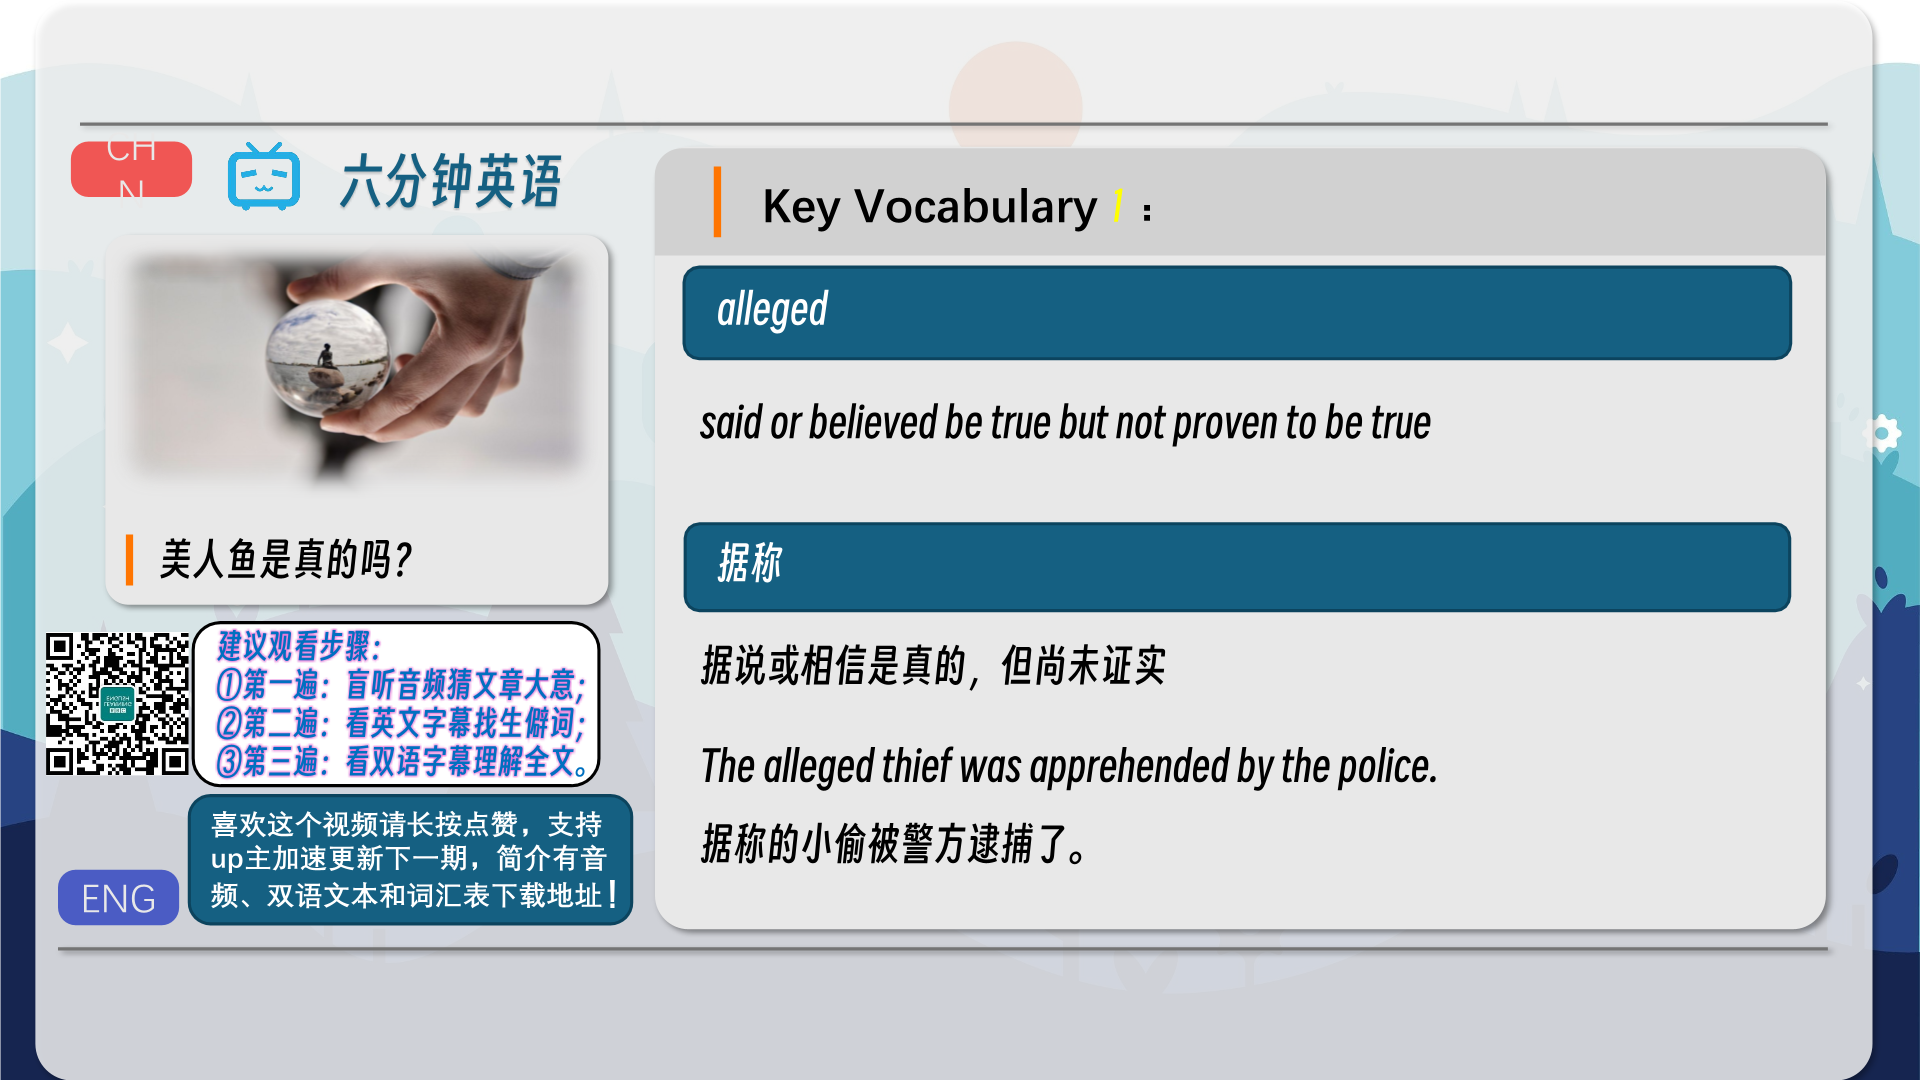 CH
N
六分钟英语
美人鱼是真的吗?
建议观看步骤：
①第一遍：盲听音频猜文章大意;
②第二遍：看英文字幕找生僻词;
③第三遍：看双语字幕理解全文。
喜欢这个视频请长按点赞，支持
up主加速更新下一期，简介有音
频、双语文本和词汇表下载地址！
ENG
Key Vocabulary 1：
alleged
said or believed be true but not proven to be true
据称
据说或相信是真的，但尚未证实
The alleged thief was apprehended by the police.
据称的小偷被警方逮捕了。